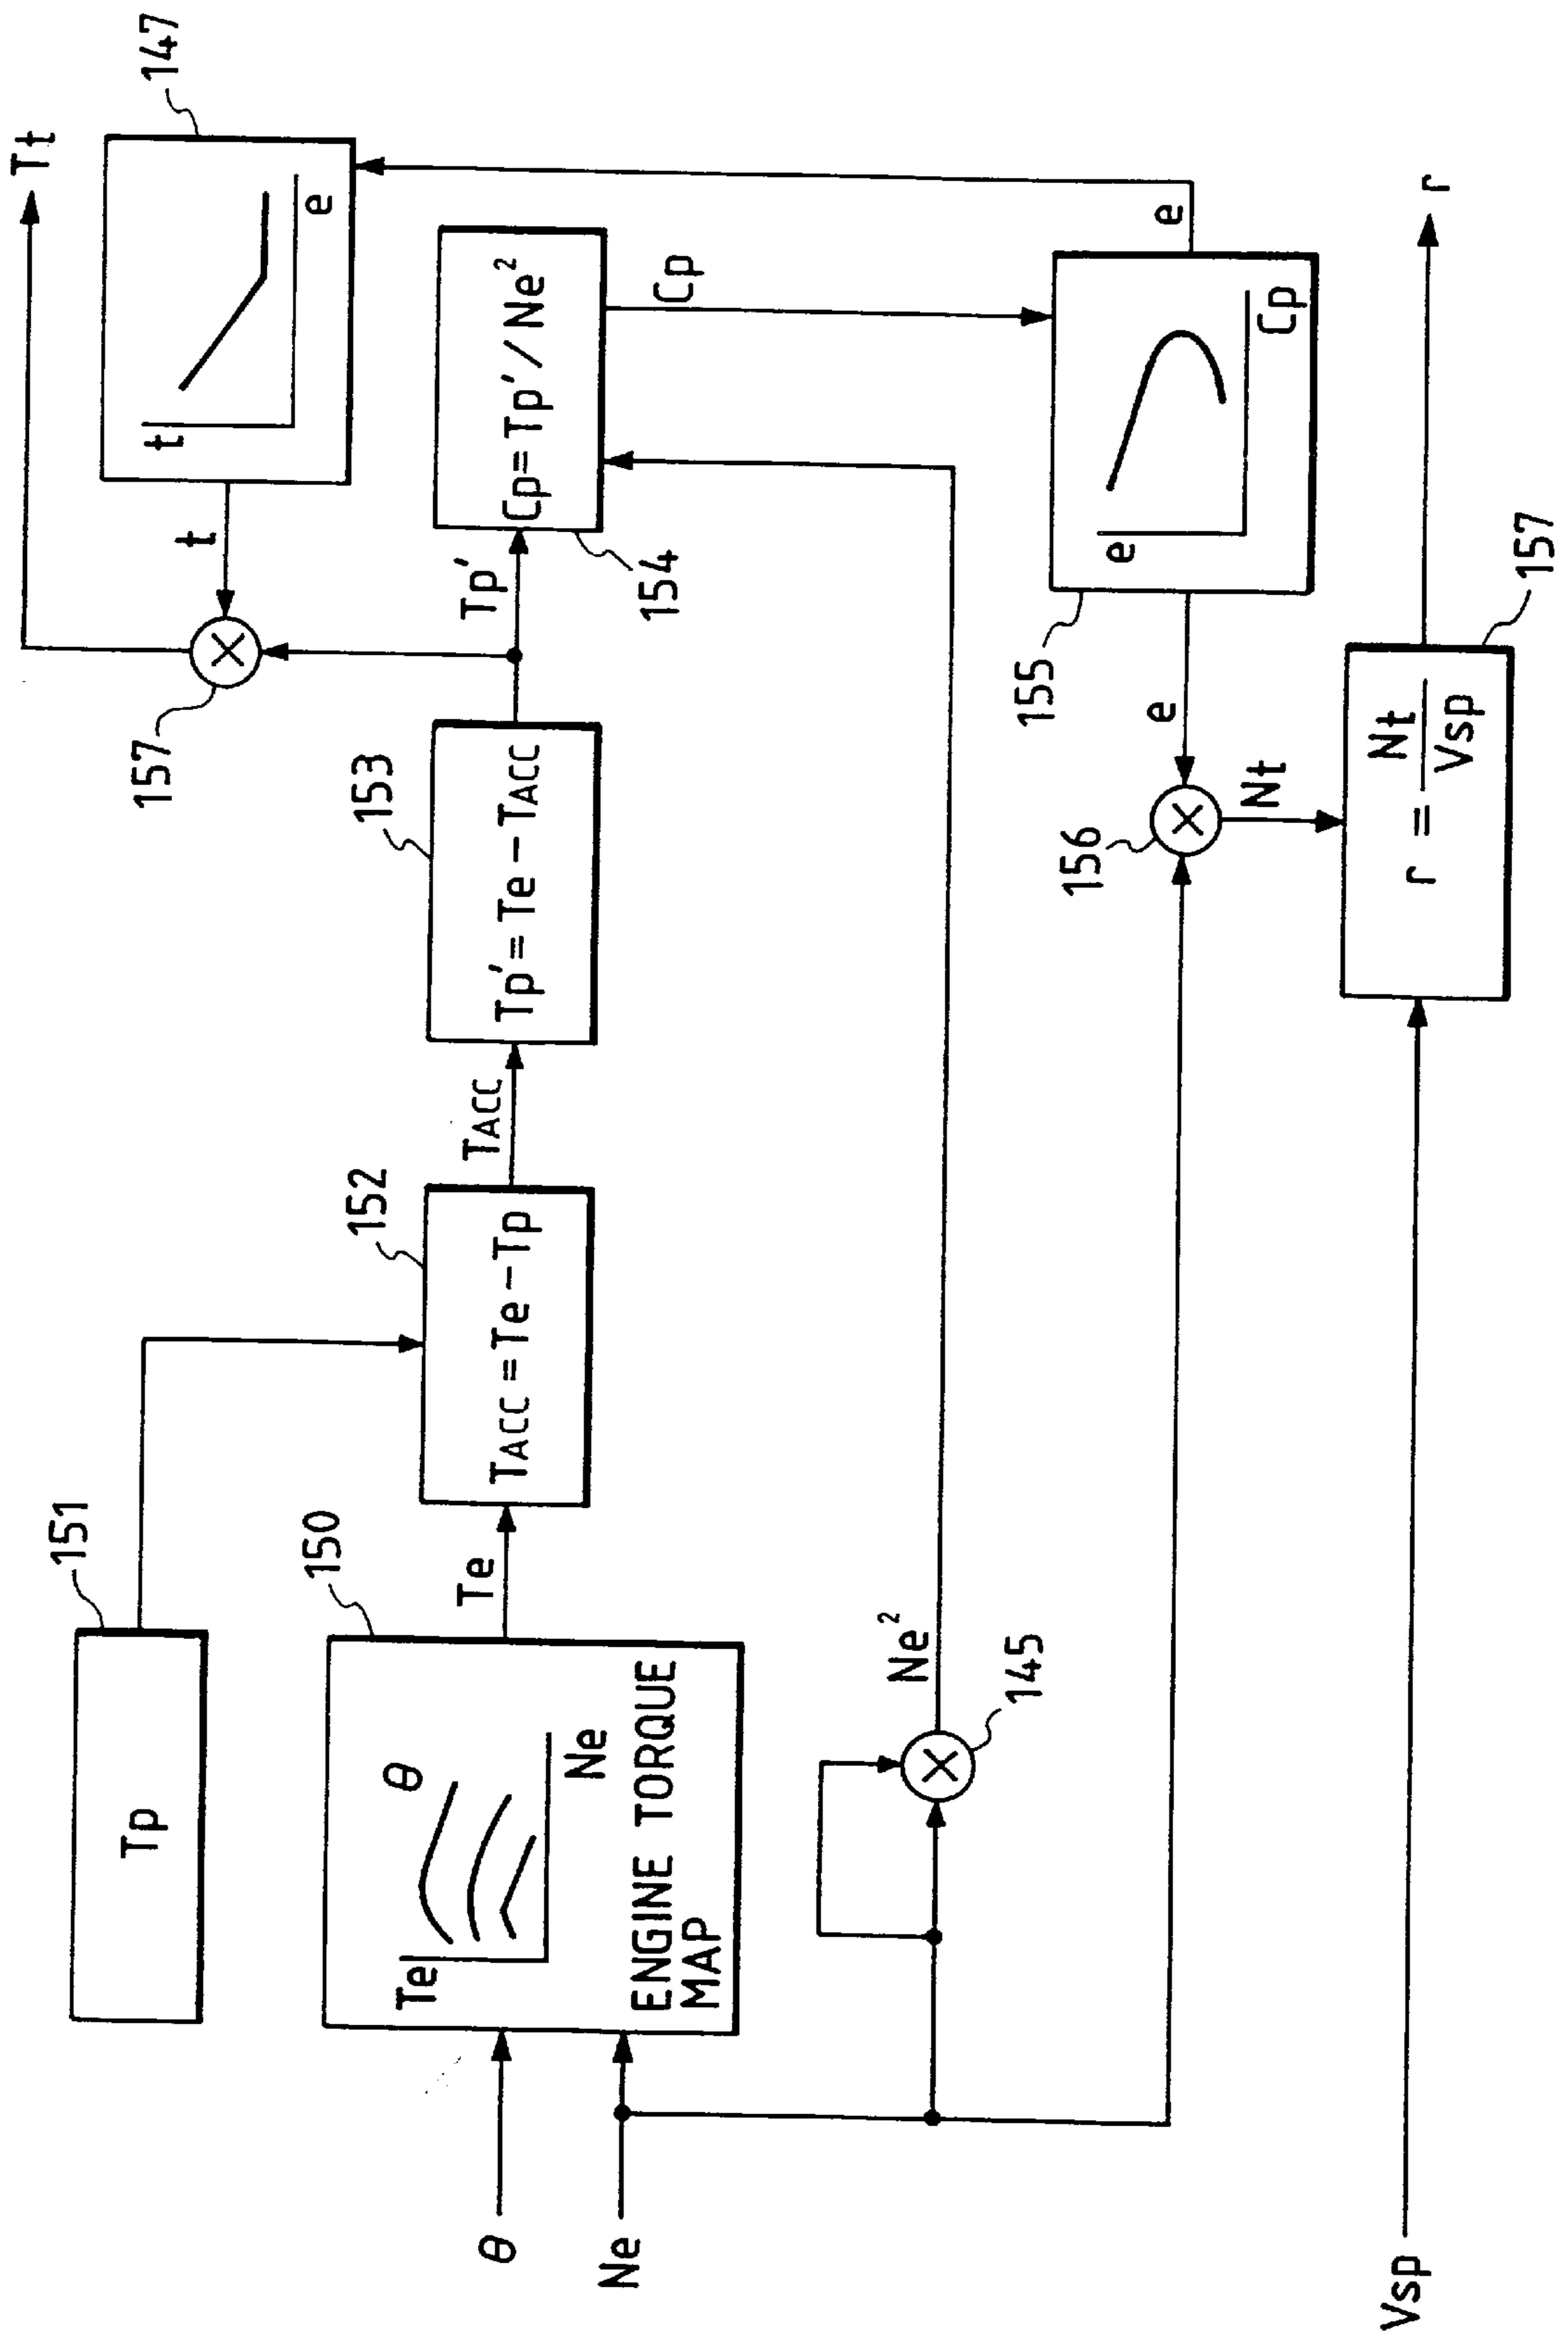 151
Tp
147
Tt
t
e
t
157
150
Te
θ
Ne
ENGINE TORQUE
MAP
θ
Ne
Te
152
TACC = Te − Tp
TACC
153
Tp' = Te − TACC
Tp'
Cp = Tp' / Ne²
154
Cp
Ne²
145
155
e
Cp
e
e
156
Nt
r = Nt / Vsp
157
Vsp
r